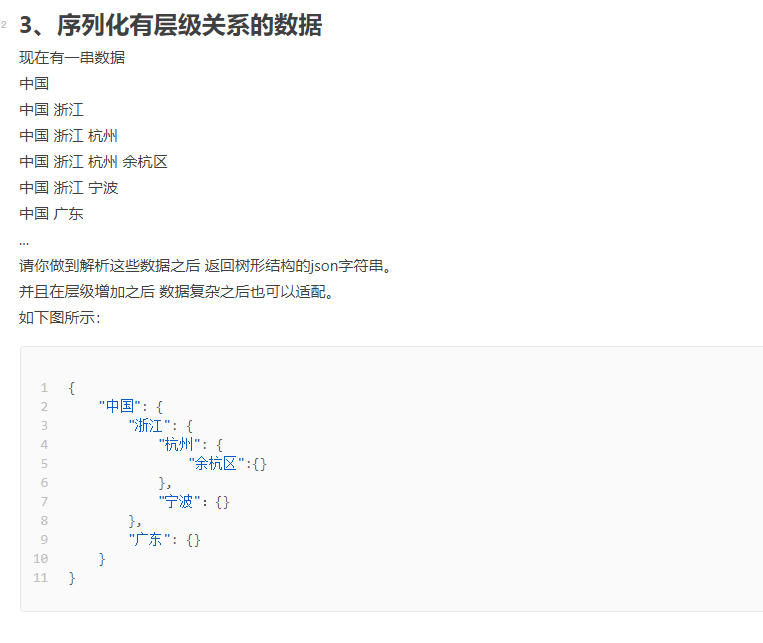 2
3、序列化有层级关系的数据
现在有一串数据
中国
中国 浙江
中国 浙江 杭州
中国 浙江 杭州 余杭区
中国 浙江 宁波
中国 广东
...
请你做到解析这些数据之后 返回树形结构的json字符串。
并且在层级增加之后 数据复杂之后也可以适配。
如下图所示：
1 {
2 "中国": {
3 "浙江": {
4 "杭州": {
5 "余杭区":{}
6 },
7 "宁波": {}
8 },
9 "广东": {}
10 }
11 }